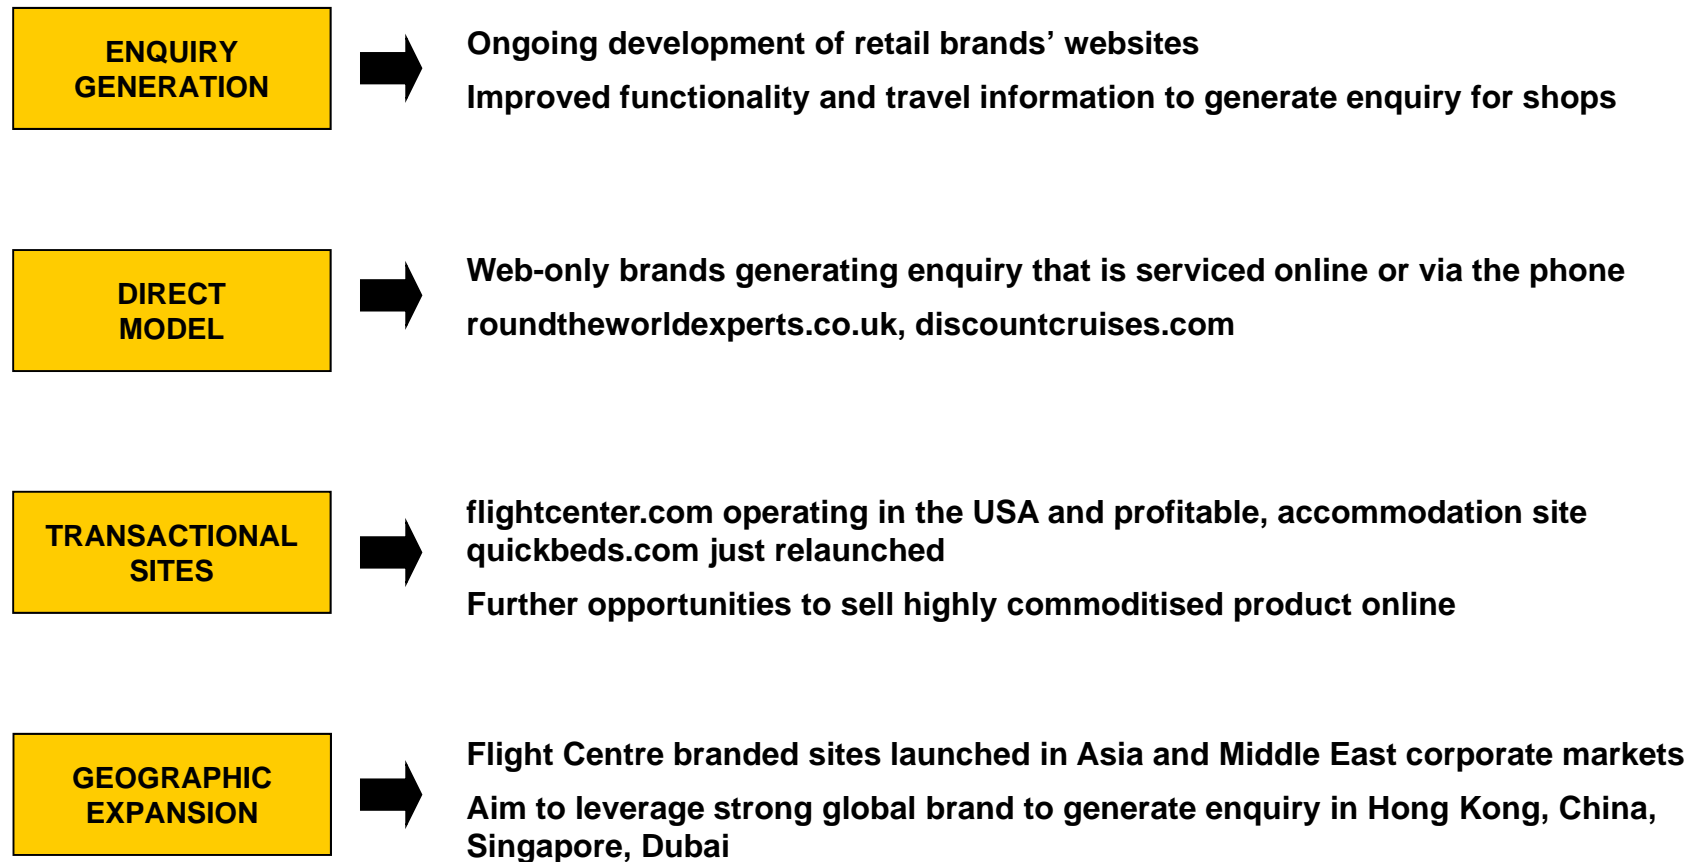 ENQUIRY
GENERATION
Ongoing development of retail brands’ websites
Improved functionality and travel information to generate enquiry for shops
DIRECT
MODEL
Web-only brands generating enquiry that is serviced online or via the phone
roundtheworldexperts.co.uk, discountcruises.com
TRANSACTIONAL
SITES
flightcenter.com operating in the USA and profitable, accommodation site
quickbeds.com just relaunched
Further opportunities to sell highly commoditised product online
GEOGRAPHIC
EXPANSION
Flight Centre branded sites launched in Asia and Middle East corporate markets
Aim to leverage strong global brand to generate enquiry in Hong Kong, China,
Singapore, Dubai